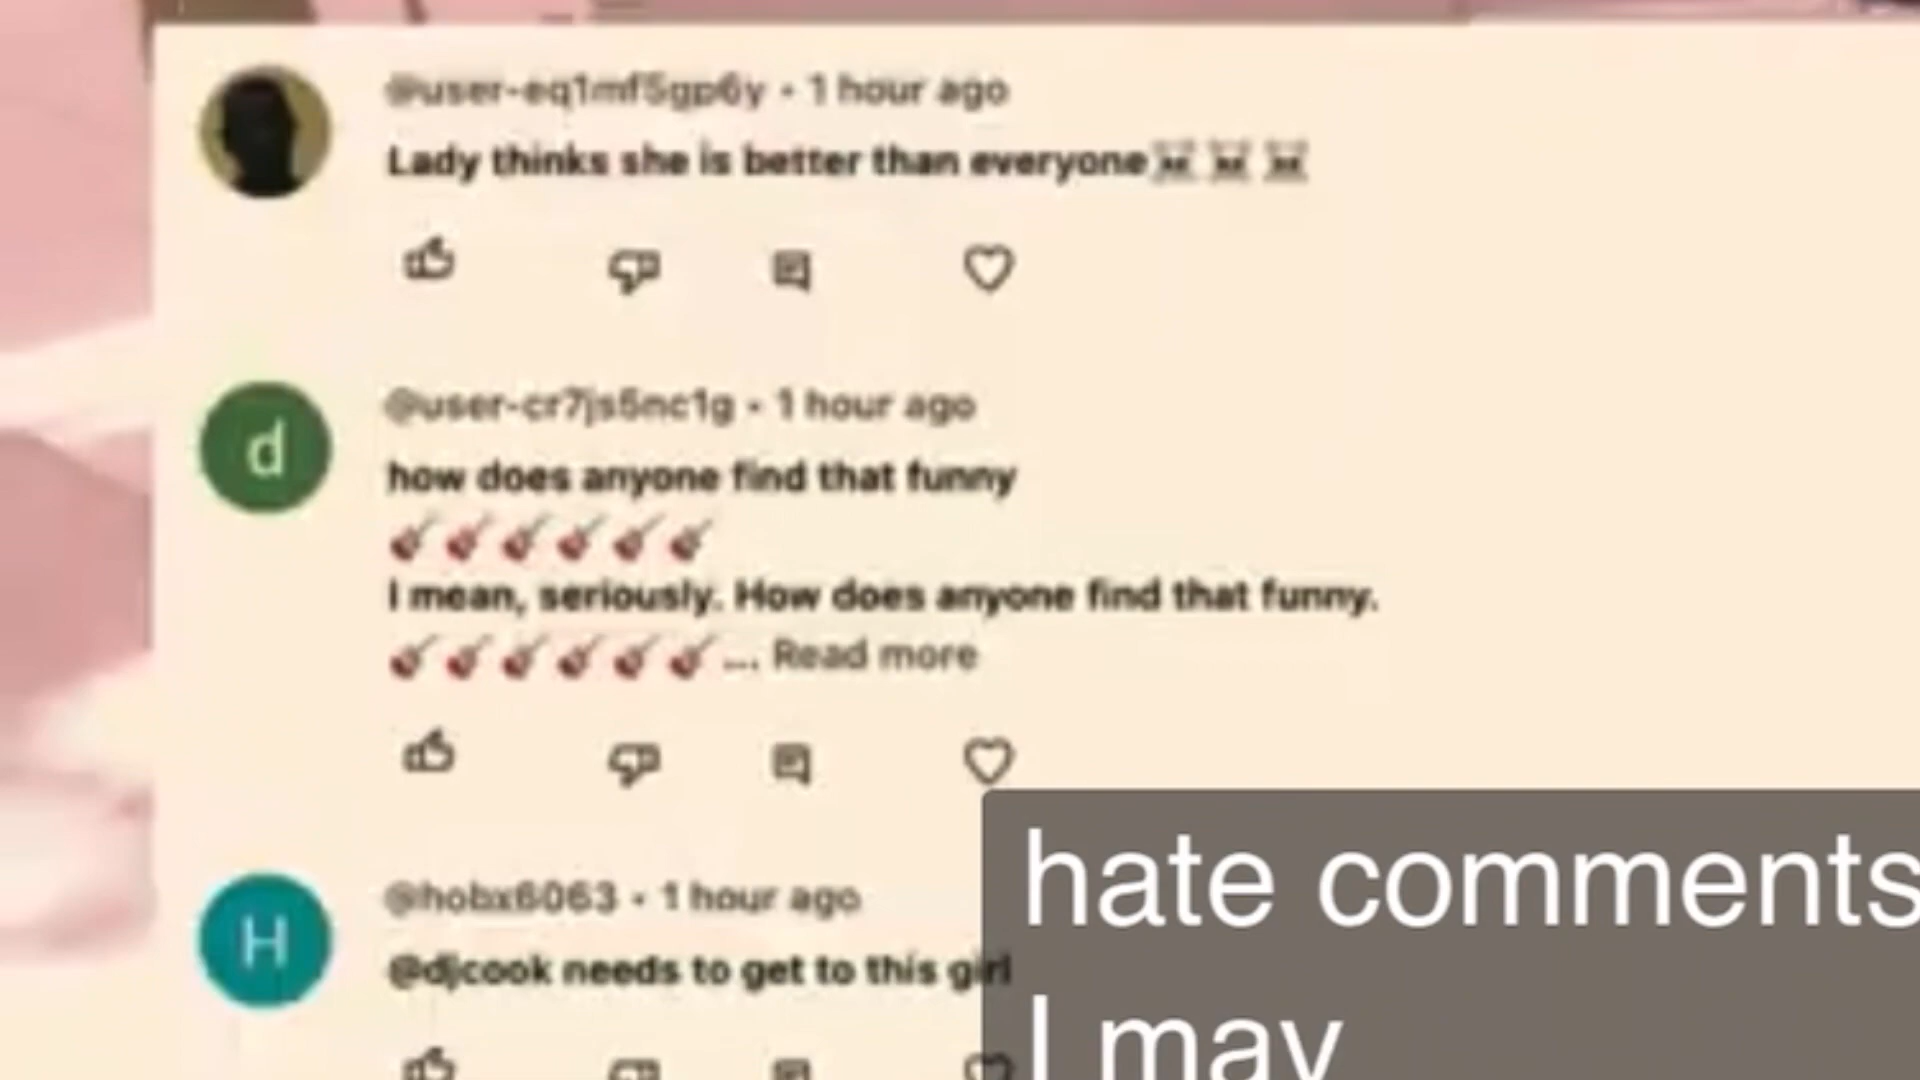 @user-eq1mf5gp6y • 1 hour ago
Lady thinks she is better than everyone☠☠☠
@user-cr7js5nc1g • 1 hour ago
d
how does anyone find that funny
🎸🎸🎸🎸🎸🎸
I mean, seriously. How does anyone find that funny.
🎸🎸🎸🎸🎸🎸... Read more
@hobx6063 • 1 hour ago
H
@djcook needs to get to this girl
hate comments
I may